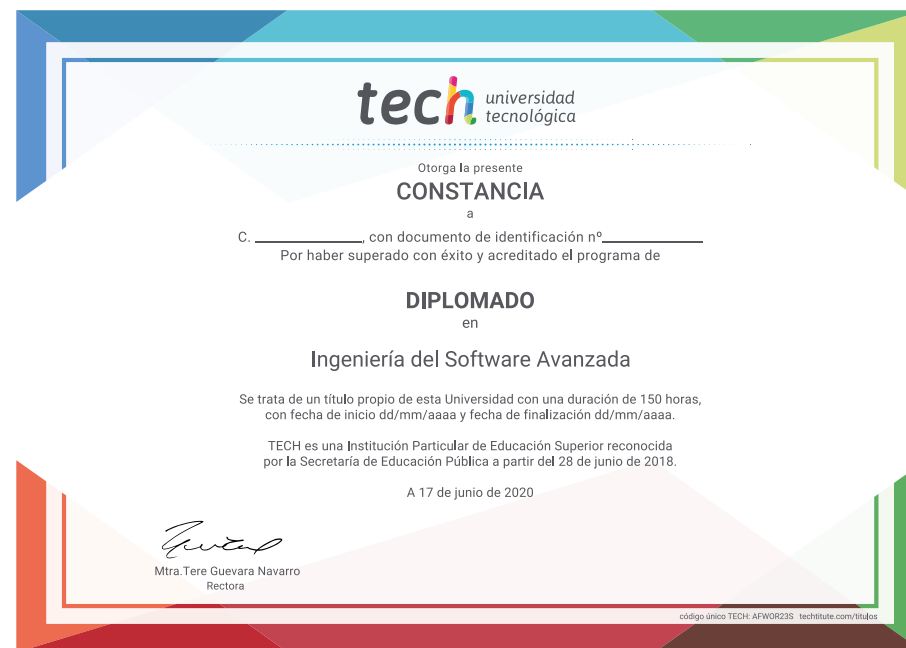 tech universidad
tecnológica
Otorga la presente
CONSTANCIA
a
C. ____________, con documento de identificación nº____________
Por haber superado con éxito y acreditado el programa de
DIPLOMADO
en
Ingeniería del Software Avanzada
Se trata de un título propio de esta Universidad con una duración de 150 horas,
con fecha de inicio dd/mm/aaaa y fecha de finalización dd/mm/aaaa.
TECH es una Institución Particular de Educación Superior reconocida
por la Secretaría de Educación Pública a partir del 28 de junio de 2018.
A 17 de junio de 2020
Mtra.Tere Guevara Navarro
Rectora
código único TECH: AFWOR23S techtitute.com/titulos